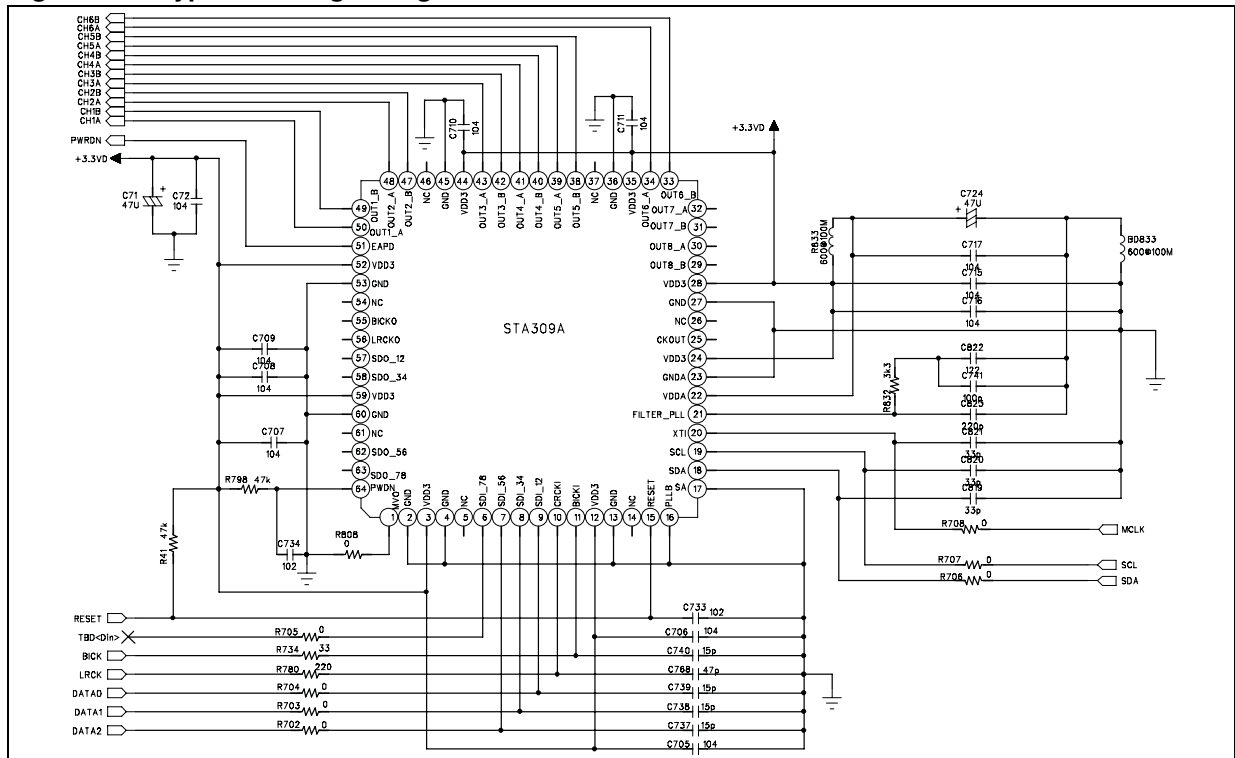 CH6B
CH6A
CH5B
CH5A
CH4B
CH4A
CH3B
CH3A
CH2B
CH2A
CH1B
CH1A
PWRDN
+3.3VD
C71
47U
C72
104
C710
104
C711
104
+3.3VD
48 47 46 45 44 43 42 41 40 39 38 37 36 35 34 33
OUT1_B
OUT2_A
OUT2_B
NC
GND
VDD3
OUT3_A
OUT3_B
OUT4_A
OUT4_B
OUT5_A
OUT5_B
NC
GND
VDD3
OUT6_A
OUT6_B
49
50 OUT1_A
51 EAPD
52 VDD3
53 GND
54 NC
55 BICKO
56 LRCKO
57 SDO_12
58 SDO_34
59 VDD3
60 GND
61 NC
62 SDO_56
63 SDO_78
64 PWDN
STA309A
OUT7_A 32
OUT7_B 31
OUT8_A 30
OUT8_B 29
VDD3 28
GND 27
NC 26
CKOUT 25
VDD3 24
GNDA 23
VDDA 22
FILTER_PLL 21
XTI 20
SCL 19
SDA 18
SA 17
MVO
GND
VDD3
GND
NC
SDI_78
SDI_56
SDI_34
SDI_12
CRCKI
BICKI
VDD3
GND
NC
RESET
PLLB
1 2 3 4 5 6 7 8 9 10 11 12 13 14 15 16
C709
104
C708
104
C707
104
R798 47k
R41 47k
C734
102
R808
0
R833
600@100M
C724
47U
BD833
600@100M
C717
104
C715
104
C716
104
R832 3k3
C822
122
C741
100p
C823
220p
C821
33p
C820
33p
C819
33p
R708 0
MCLK
R707 0
SCL
R706 0
SDA
RESET
C733 102
TBD<DIn>
R705 0
C706 104
BICK
R734 33
C740 15p
LRCK
R780 220
C768 47p
DATA0
R704 0
C739 15p
DATA1
R703 0
C738 15p
DATA2
R702 0
C737 15p
C705 104